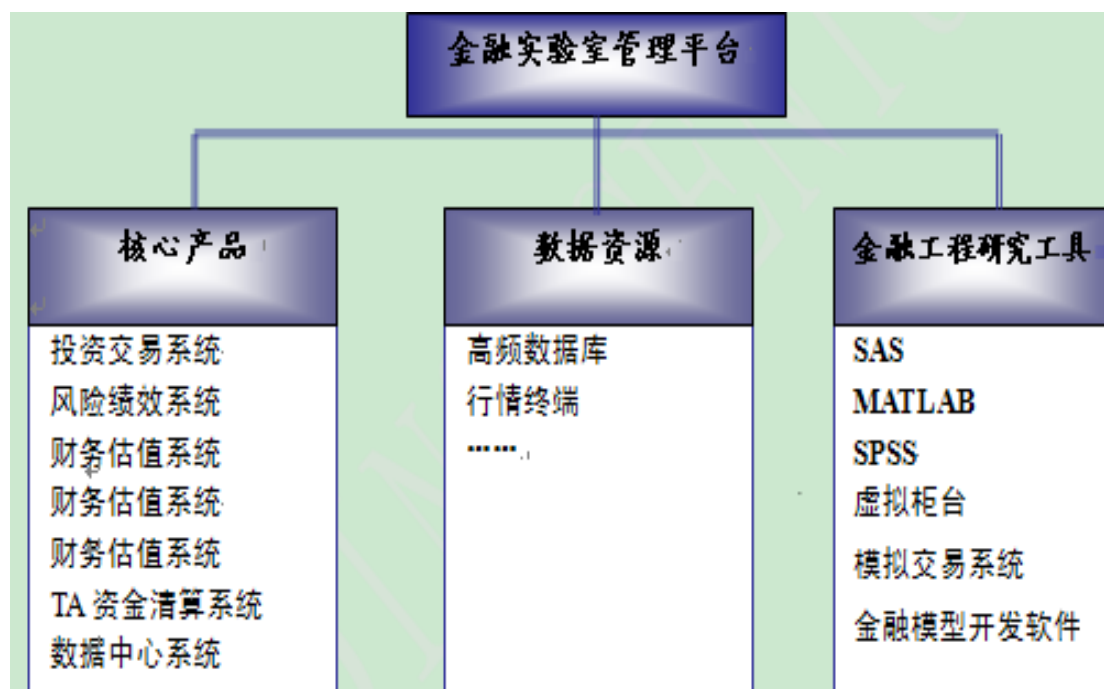 金融实验室管理平台
核心产品
投资交易系统
风险绩效系统
财务估值系统
财务估值系统
财务估值系统
TA 资金清算系统
数据中心系统
数据资源
高频数据库
行情终端
……
金融工程研究工具
SAS
MATLAB
SPSS
虚拟柜台
模拟交易系统
金融模型开发软件